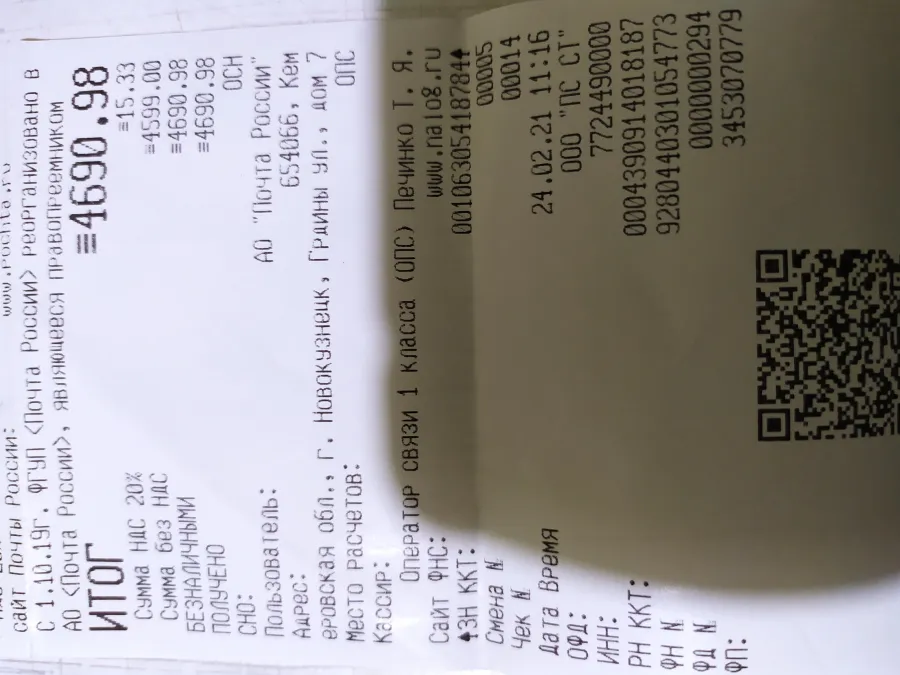 www.pochta.ru
сайт Почты России:
С 1.10.19г. ФГУП <Почта России> реорганизовано в
АО <Почта России>, являющееся правопреемником
ИТОГ ≡4690.98
Сумма НДС 20% ≡15.33
Сумма без НДС ≡4599.00
БЕЗНАЛИЧНЫМИ ≡4690.98
ПОЛУЧЕНО ≡4690.98
СНО: ОСН
Пользователь: АО "Почта России"
Адрес: 654066, Кем
еровская обл., г. Новокузнецк, Грдины ул., дом 7
Место расчетов: ОПС
Кассир:
Оператор связи 1 класса (ОПС) Печинко Т. Я.
Сайт ФНС: www.nalog.ru
ЗН ККТ: 00106305418784
Смена N 00005
Чек N 00014
Дата Время 24.02.21 11:16
ОФД: ООО "ПС СТ"
ИНН: 7724490000
РН ККТ: 0004390914018187
ФН N 9280440301054773
ФД N 0000000294
ФП: 3453070779